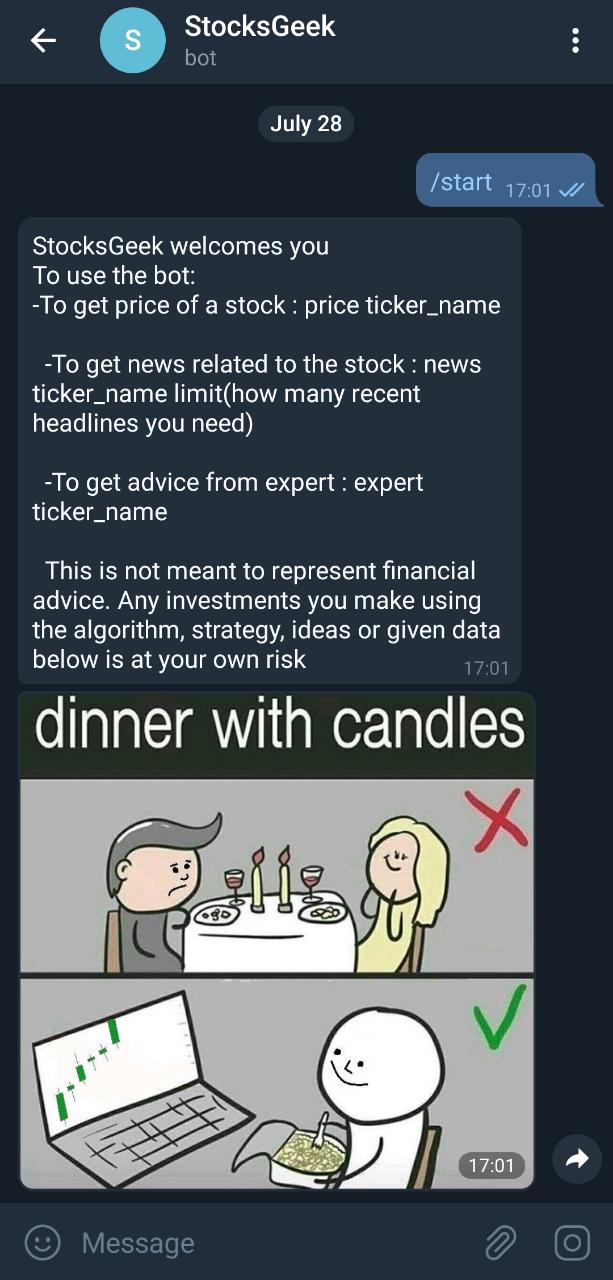 StocksGeek
S
bot
July 28
/start 17:01
StocksGeek welcomes you
To use the bot:
-To get price of a stock : price ticker_name
-To get news related to the stock : news
ticker_name limit(how many recent
headlines you need)
-To get advice from expert : expert
ticker_name
This is not meant to represent financial
advice. Any investments you make using
the algorithm, strategy, ideas or given data
below is at your own risk
17:01
dinner with candles
17:01
Message